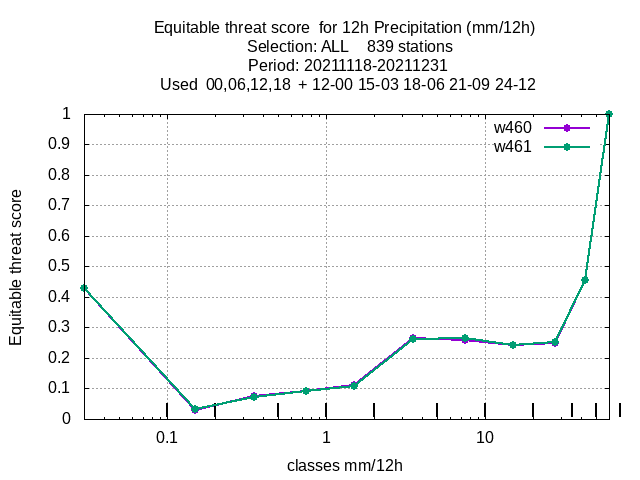 Equitable threat score  for 12h Precipitation (mm/12h)
Selection: ALL    839 stations
Period: 20211118-20211231
Used  00,06,12,18  + 12-00 15-03 18-06 21-09 24-12
w460
w461
1
0.9
0.8
0.7
0.6
0.5
0.4
0.3
0.2
0.1
0
Equitable threat score
0.1 1 10
classes mm/12h